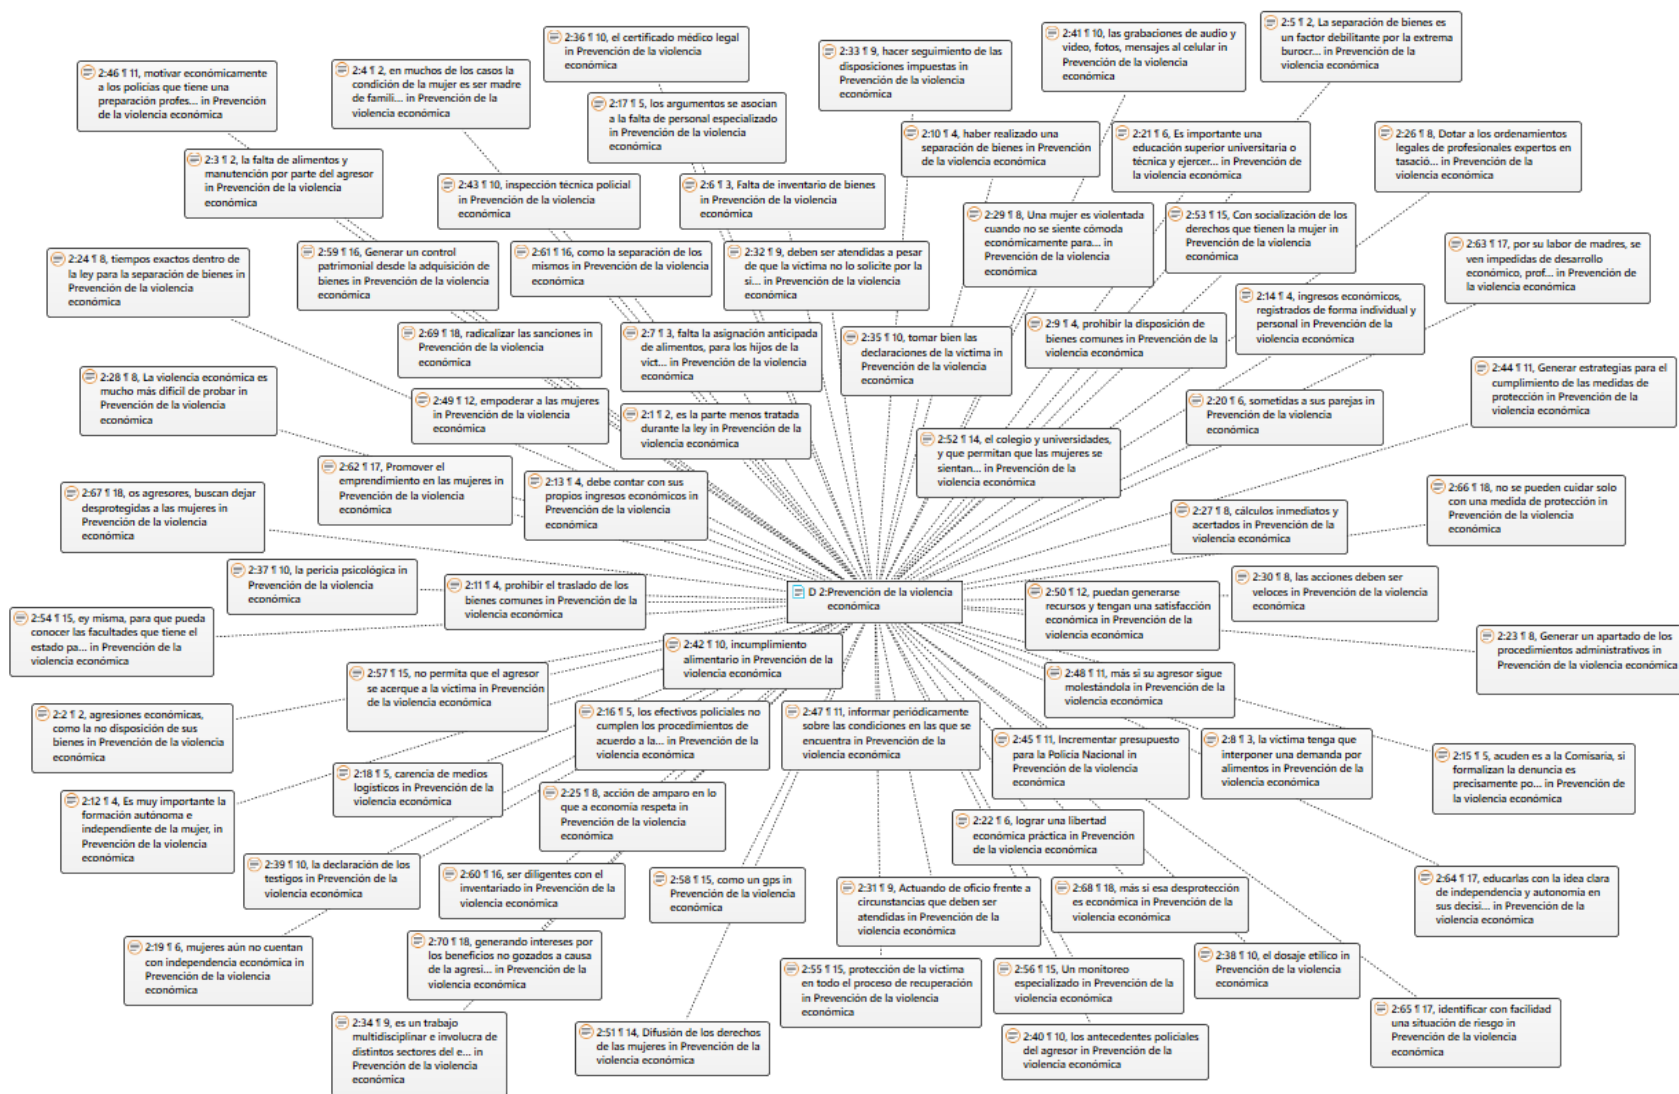 2:36 ¶ 10, el certificado médico legal
in Prevención de la violencia
económica
2:33 ¶ 9, hacer seguimiento de las
disposiciones impuestas in
Prevención de la violencia
económica
2:41 ¶ 10, las grabaciones de audio y
video, fotos, mensajes al celular in
Prevención de la violencia
económica
2:5 ¶ 2, La separación de bienes es
un factor debilitante por la extrema
burocr... in Prevención de la
violencia económica
2:46 ¶ 11, motivar económicamente
a los policías que tiene una
preparación profes... in Prevención
de la violencia económica
2:4 ¶ 2, en muchos de los casos la
condición de la mujer es ser madre
de famili... in Prevención de la
violencia económica
2:17 ¶ 5, los argumentos se asocian
a la falta de personal especializado
in Prevención de la violencia
económica
2:10 ¶ 4, haber realizado una
separación de bienes in Prevención
de la violencia económica
2:21 ¶ 6, Es importante una
educación superior universitaria o
técnica y ejercer... in Prevención de
la violencia económica
2:26 ¶ 8, Dotar a los ordenamientos
legales de profesionales expertos en
tasació... in Prevención de la
violencia económica
2:3 ¶ 2, la falta de alimentos y
manutención por parte del agresor
in Prevención de la violencia
económica
2:43 ¶ 10, inspección técnica policial
in Prevención de la violencia
económica
2:6 ¶ 3, Falta de inventario de bienes
in Prevención de la violencia
económica
2:29 ¶ 8, Una mujer es violentada
cuando no se siente cómoda
económicamente para... in
Prevención de la violencia
económica
2:53 ¶ 15, Con socialización de los
derechos que tienen la mujer in
Prevención de la violencia
económica
2:63 ¶ 17, por su labor de madres, se
ven impedidas de desarrollo
económico, prof... in Prevención de
la violencia económica
2:24 ¶ 8, tiempos exactos dentro de
la ley para la separación de bienes in
Prevención de la violencia
económica
2:59 ¶ 16, Generar un control
patrimonial desde la adquisición de
bienes in Prevención de la violencia
económica
2:61 ¶ 16, como la separación de los
mismos in Prevención de la violencia
económica
2:32 ¶ 9, deben ser atendidas a pesar
de que la víctima no lo solicite por la
si... in Prevención de la violencia
económica
2:14 ¶ 4, ingresos económicos,
registrados de forma individual y
personal in Prevención de la
violencia económica
2:69 ¶ 18, radicalizar las sanciones in
Prevención de la violencia
económica
2:7 ¶ 3, falta la asignación anticipada
de alimentos, para los hijos de la
víct... in Prevención de la violencia
económica
2:35 ¶ 10, tomar bien las
declaraciones de la víctima in
Prevención de la violencia
económica
2:9 ¶ 4, prohibir la disposición de
bienes comunes in Prevención de la
violencia económica
2:28 ¶ 8, La violencia económica es
mucho más difícil de probar in
Prevención de la violencia
económica
2:49 ¶ 12, empoderar a las mujeres
in Prevención de la violencia
económica
2:1 ¶ 2, es la parte menos tratada
durante la ley in Prevención de la
violencia económica
2:20 ¶ 6, sometidas a sus parejas in
Prevención de la violencia
económica
2:44 ¶ 11, Generar estrategias para el
cumplimiento de las medidas de
protección in Prevención de la
violencia económica
2:52 ¶ 14, el colegio y universidades,
y que permitan que las mujeres se
sientan... in Prevención de la
violencia económica
2:62 ¶ 17, Promover el
emprendimiento en las mujeres in
Prevención de la violencia
económica
2:67 ¶ 18, os agresores, buscan dejar
desprotegidas a las mujeres in
Prevención de la violencia
económica
2:13 ¶ 4, debe contar con sus
propios ingresos económicos in
Prevención de la violencia
económica
2:27 ¶ 8, cálculos inmediatos y
acertados in Prevención de la
violencia económica
2:66 ¶ 18, no se pueden cuidar solo
con una medida de protección in
Prevención de la violencia
económica
2:37 ¶ 10, la pericia psicológica in
Prevención de la violencia
económica
2:11 ¶ 4, prohibir el traslado de los
bienes comunes in Prevención de la
violencia económica
D 2:Prevención de la violencia
económica
2:50 ¶ 12, puedan generarse
recursos y tengan una satisfacción
económica in Prevención de la
violencia económica
2:30 ¶ 8, las acciones deben ser
veloces in Prevención de la violencia
económica
2:54 ¶ 15, ey misma, para que pueda
conocer las facultades que tiene el
estado pa... in Prevención de la
violencia económica
2:42 ¶ 10, incumplimiento
alimentario in Prevención de la
violencia económica
2:23 ¶ 8, Generar un apartado de los
procedimientos administrativos in
Prevención de la violencia económica
2:57 ¶ 15, no permita que el agresor
se acerque a la víctima in Prevención
de la violencia económica
2:48 ¶ 11, más si su agresor sigue
molestándola in Prevención de la
violencia económica
2:2 ¶ 2, agresiones económicas,
como la no disposición de sus
bienes in Prevención de la violencia
económica
2:16 ¶ 5, los efectivos policiales no
cumplen los procedimientos de
acuerdo a la... in Prevención de la
violencia económica
2:47 ¶ 11, informar periódicamente
sobre las condiciones en las que se
encuentra in Prevención de la
violencia económica
2:45 ¶ 11, Incrementar presupuesto
para la Policía Nacional in
Prevención de la violencia
económica
2:8 ¶ 3, la víctima tenga que
interponer una demanda por
alimentos in Prevención de la
violencia económica
2:15 ¶ 5, acuden es a la Comisaria, si
formalizan la denuncia es
precisamente po... in Prevención de
la violencia económica
2:18 ¶ 5, carencia de medios
logísticos in Prevención de la
violencia económica
2:12 ¶ 4, Es muy importante la
formación autónoma e
independiente de la mujer, in
Prevención de la violencia
económica
2:25 ¶ 8, acción de amparo en lo
que a economía respeta in
Prevención de la violencia
económica
2:22 ¶ 6, lograr una libertad
económica práctica in Prevención
de la violencia económica
2:39 ¶ 10, la declaración de los
testigos in Prevención de la
violencia económica
2:60 ¶ 16, ser diligentes con el
inventariado in Prevención de la
violencia económica
2:58 ¶ 15, como un gps in
Prevención de la violencia
económica
2:31 ¶ 9, Actuando de oficio frente a
circunstancias que deben ser
atendidas in Prevención de la
violencia económica
2:68 ¶ 18, más si esa desprotección
es económica in Prevención de la
violencia económica
2:64 ¶ 17, educarlas con la idea clara
de independencia y autonomía en
sus decisi... in Prevención de la
violencia económica
2:19 ¶ 6, mujeres aún no cuentan
con independencia económica in
Prevención de la violencia
económica
2:70 ¶ 18, generando intereses por
los beneficios no gozados a causa
de la agresi... in Prevención de la
violencia económica
2:55 ¶ 15, protección de la víctima
en todo el proceso de recuperación
in Prevención de la violencia
económica
2:56 ¶ 15, Un monitoreo
especializado in Prevención de la
violencia económica
2:38 ¶ 10, el dosaje etílico in
Prevención de la violencia
económica
2:34 ¶ 9, es un trabajo
multidisciplinar e involucra de
distintos sectores del e... in
Prevención de la violencia
económica
2:51 ¶ 14, Difusión de los derechos
de las mujeres in Prevención de la
violencia económica
2:40 ¶ 10, los antecedentes policiales
del agresor in Prevención de la
violencia económica
2:65 ¶ 17, identificar con facilidad
una situación de riesgo in
Prevención de la violencia
económica